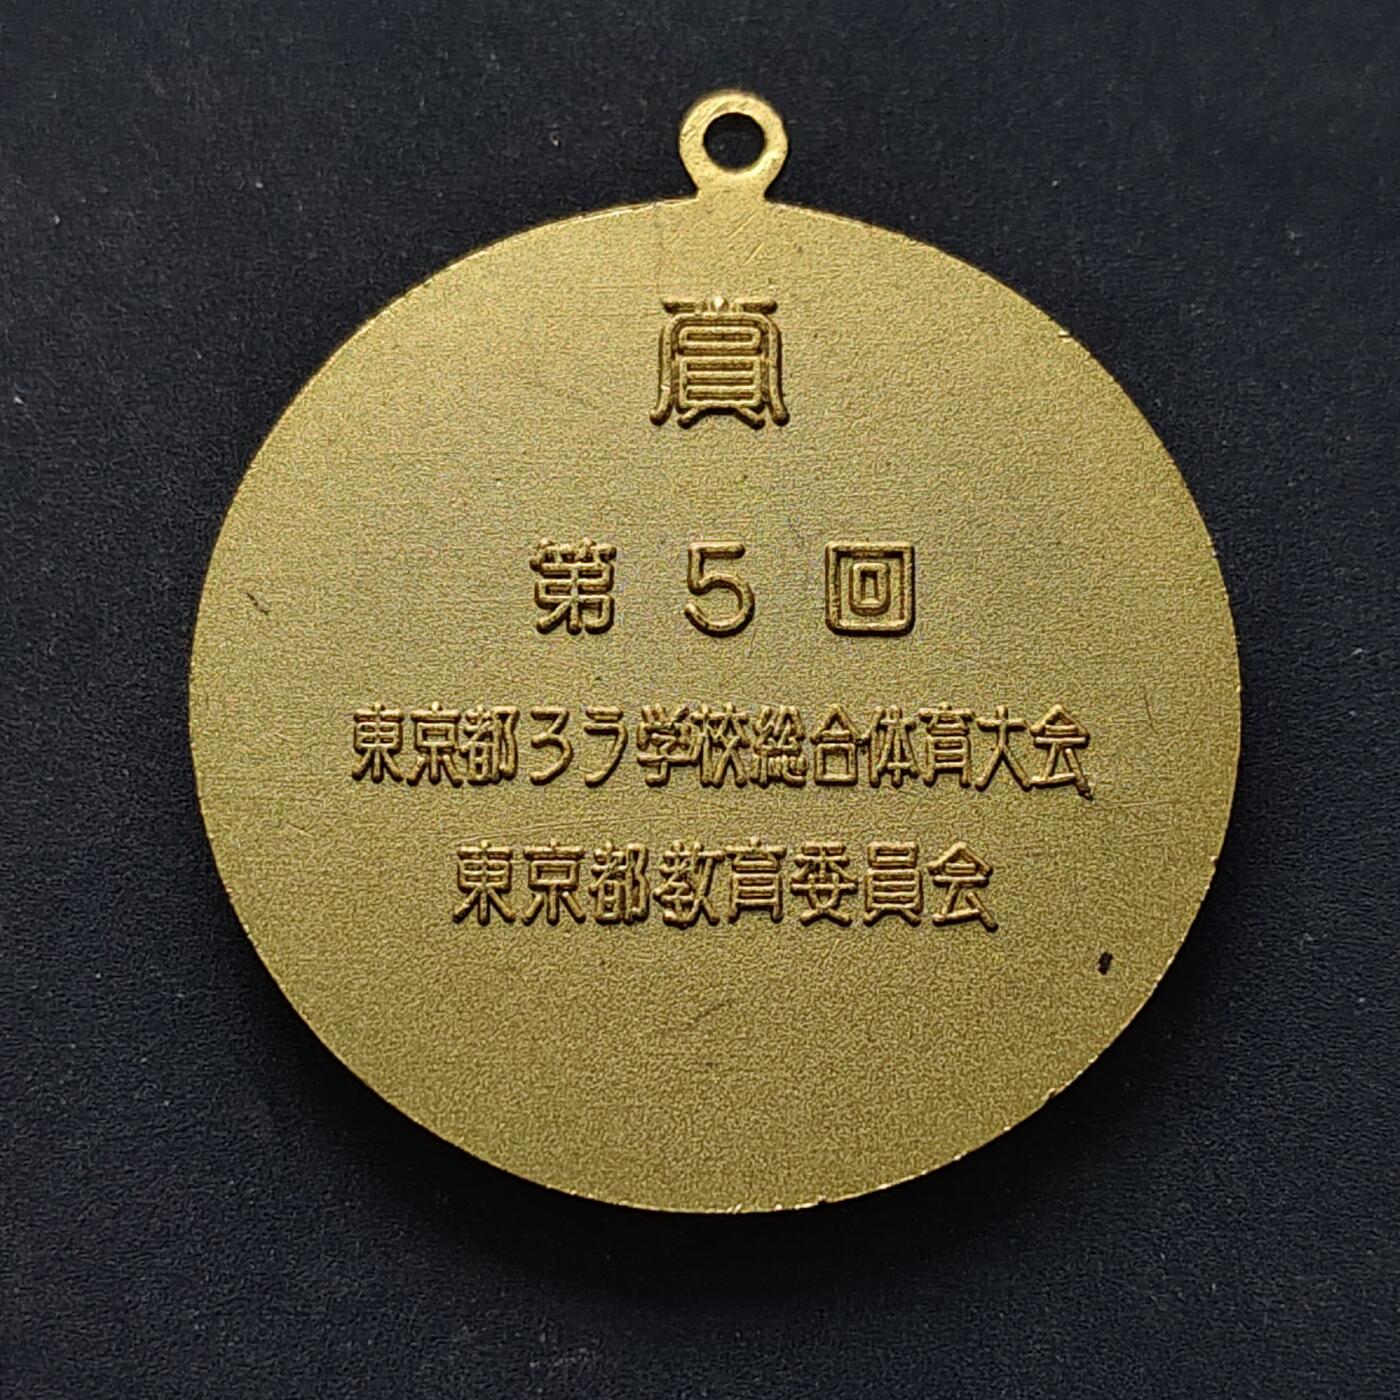 賞
第5回
東京都ろう学校総合体育大会
東京都教育委員会